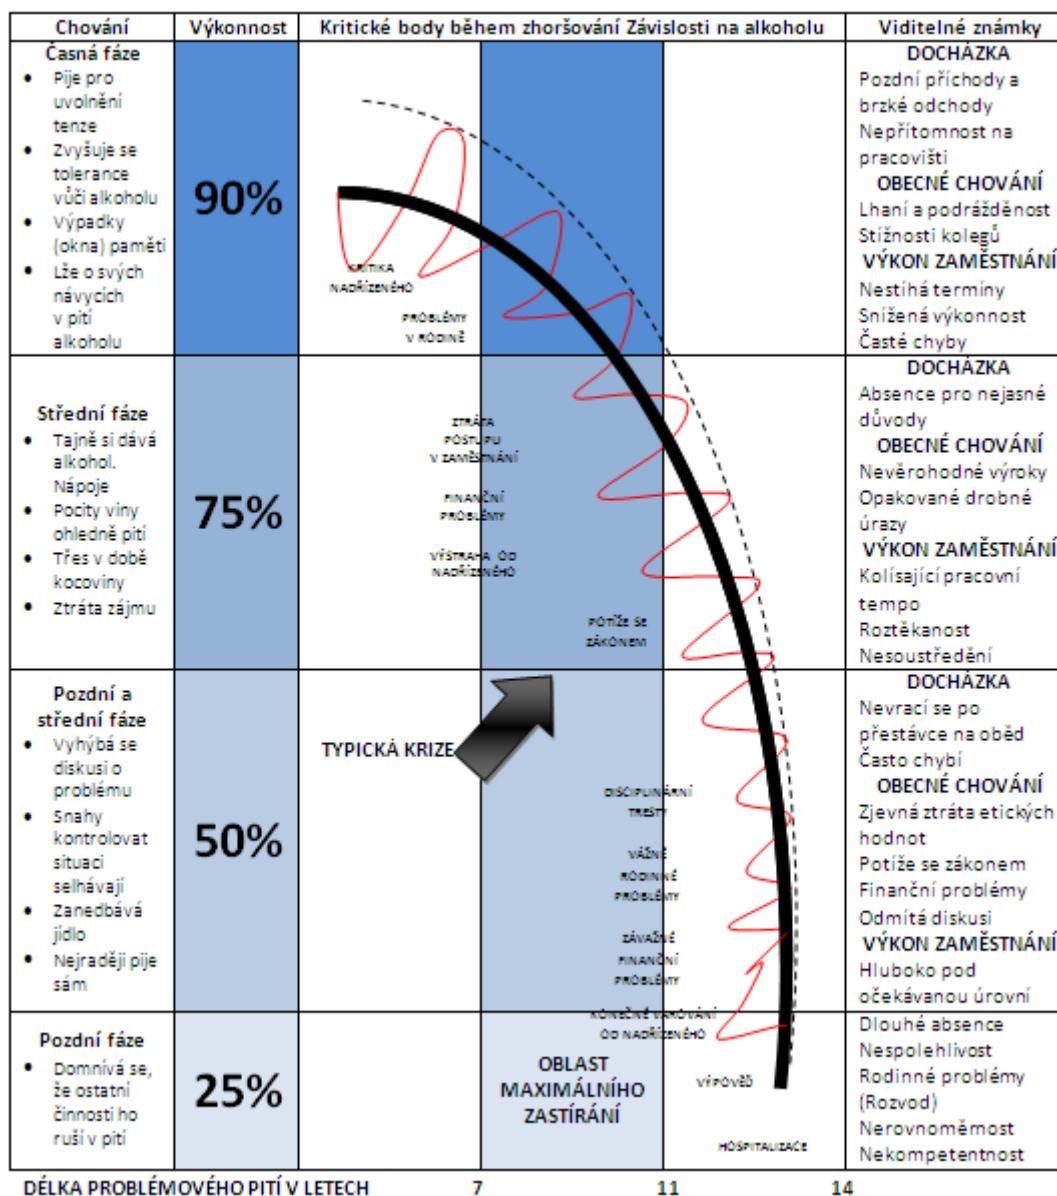 Chování
Výkonnost
Kritické body během zhoršování Závislosti na alkoholu
Viditelné známky
Časná fáze
• Pije pro
uvolnění
tenze
• Zvyšuje se
tolerance
vůči alkoholu
• Výpadky
(okna) paměti
• Lže o svých
návycích
v pití
alkoholu
90%
KRITIKA
NADŘÍZENÉHO
PROBLÉMY
V RODINĚ
DOCHÁZKA
Pozdní příchody a
brzké odchody
Nepřítomnost na
pracovišti
OBECNÉ CHOVÁNÍ
Lhaní a podrážděnost
Stížnosti kolegů
VÝKON ZAMĚSTNÁNÍ
Nestíhá termíny
Snížená výkonnost
Časté chyby
Střední fáze
• Tajně si dává
alkohol.
Nápoje
• Pocity viny
ohledně pití
• Třes v době
kocoviny
• Ztráta zájmu
75%
ZTRÁTA
POSTUPU
V ZAMĚSTNÁNÍ
FINANČNÍ
PROBLÉMY
VÝSTRAHA OD
NADŘÍZENÉHO
POTÍŽE SE
ZÁKONEM
DOCHÁZKA
Absence pro nejasné
důvody
OBECNÉ CHOVÁNÍ
Nevěrohodné výroky
Opakované drobné
úrazy
VÝKON ZAMĚSTNÁNÍ
Kolísající pracovní
tempo
Roztěkanost
Nesoustředění
Pozdní a
střední fáze
• Vyhýbá se
diskusi o
problému
• Snahy
kontrolovat
situaci
selhávají
• Zanedbává
jídlo
• Nejraději pije
sám
50%
TYPICKÁ KRIZE
DISCIPLINÁRNÍ
TRESTY
VÁŽNÉ
RODINNÉ
PROBLÉMY
ZÁVAŽNÉ
FINANČNÍ
PROBLÉMY
KONEČNÉ VAROVÁNÍ
OD NADŘÍZENÉHO
DOCHÁZKA
Nevrací se po
přestávce na oběd
Často chybí
OBECNÉ CHOVÁNÍ
Zjevná ztráta etických
hodnot
Potíže se zákonem
Finanční problémy
Odmítá diskusi
VÝKON ZAMĚSTNÁNÍ
Hluboko pod
očekávanou úrovní
Pozdní fáze
• Domnívá se,
že ostatní
činnosti ho
ruší v pití
25%
OBLAST
MAXIMÁLNÍHO
ZASTÍRÁNÍ
VÝPOVĚĎ
HOSPITALIZACE
Dlouhé absence
Nespolehlivost
Rodinné problémy
(Rozvod)
Nerovnoměrnost
Nekompetentnost
DÉLKA PROBLÉMOVÉHO PITÍ V LETECH 7 11 14